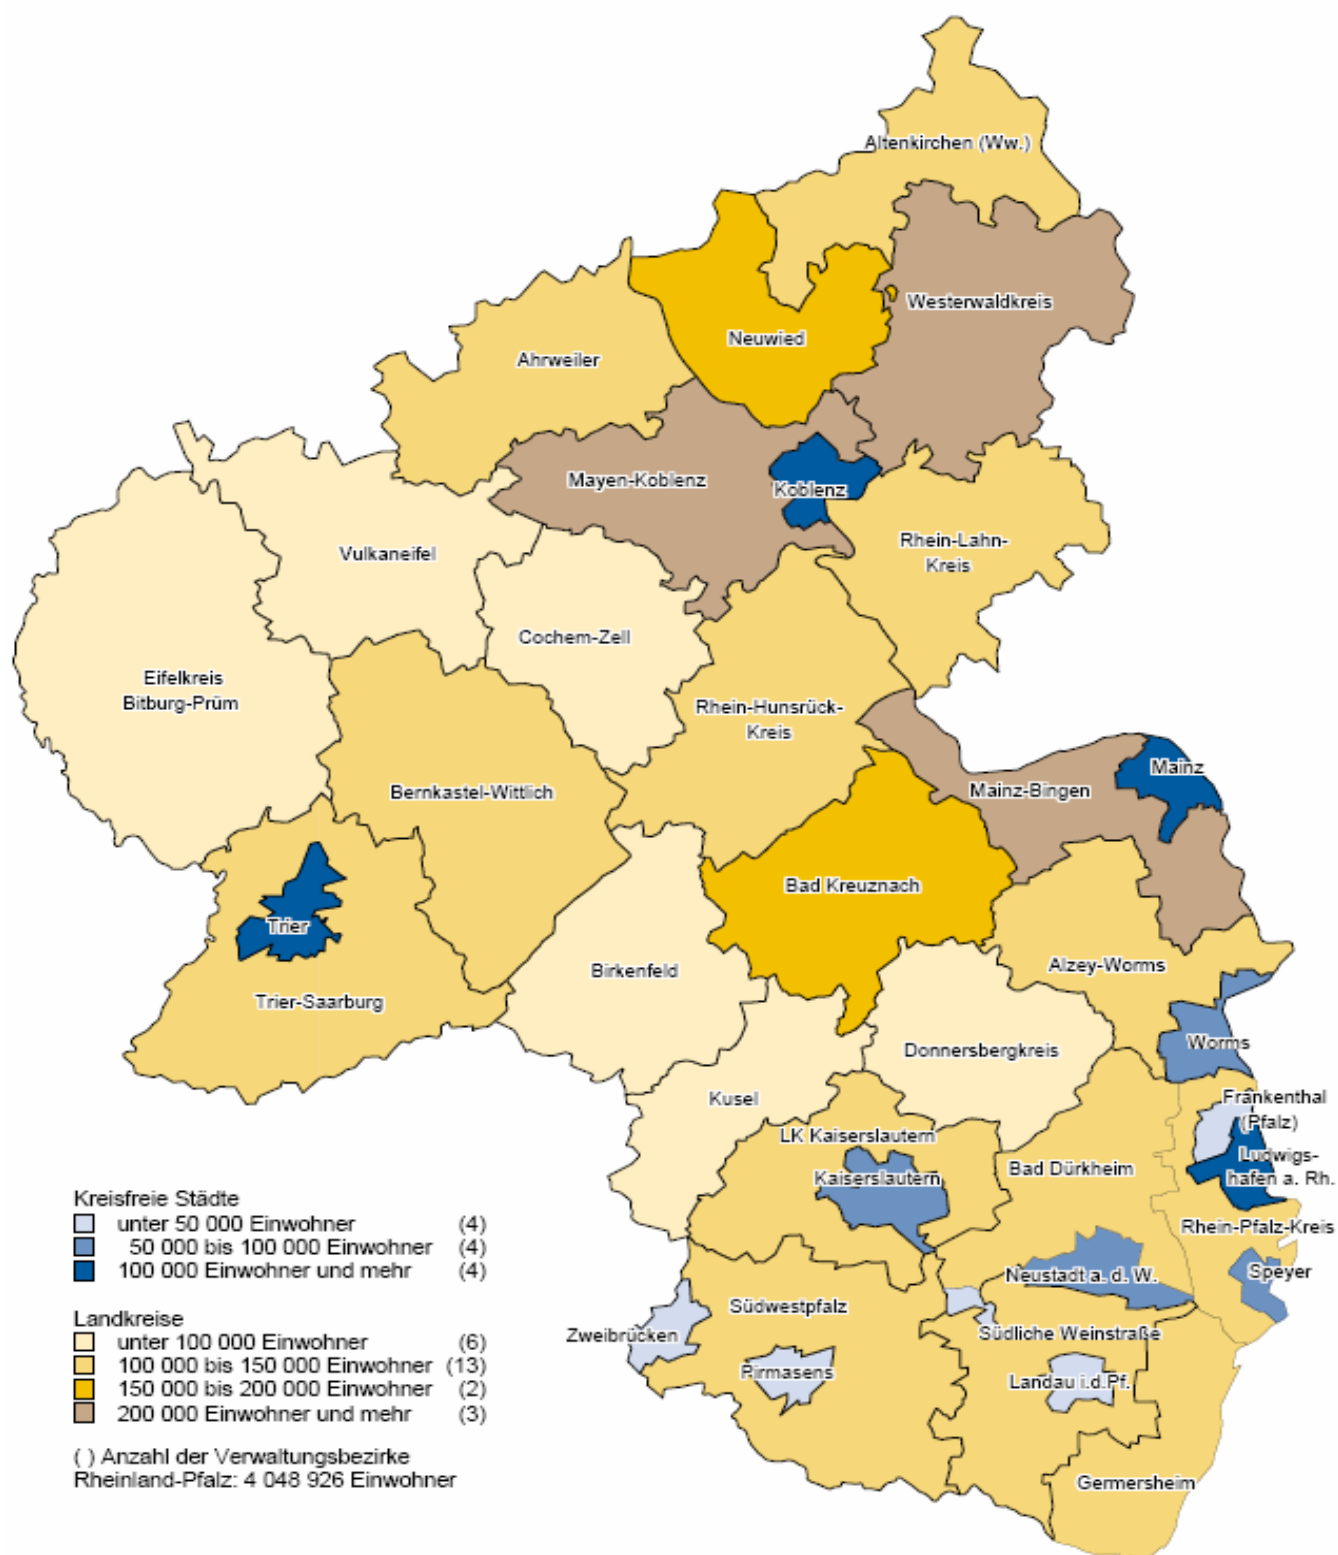 Altenkirchen (Ww.)
Westerwaldkreis
Neuwied
Ahrweiler
Mayen-Koblenz
Koblenz
Rhein-Lahn-
Kreis
Vulkaneifel
Cochem-Zell
Eifelkreis
Bitburg-Prüm
Rhein-Hunsrück-
Kreis
Mainz
Mainz-Bingen
Bernkastel-Wittlich
Bad Kreuznach
Trier
Birkenfeld
Alzey-Worms
Trier-Saarburg
Worms
Donnersbergkreis
Kusel
Frankenthal
(Pfalz)
LK Kaiserslautern
Ludwigs-
hafen a. Rh.
Bad Dürkheim
Kaiserslautern
Rhein-Pfalz-Kreis
Neustadt a. d. W.
Speyer
Südwestpfalz
Zweibrücken
Südliche Weinstraße
Pirmasens
Landau i.d.Pf.
Germersheim
Kreisfreie Städte
unter 50 000 Einwohner (4)
50 000 bis 100 000 Einwohner (4)
100 000 Einwohner und mehr (4)
Landkreise
unter 100 000 Einwohner (6)
100 000 bis 150 000 Einwohner (13)
150 000 bis 200 000 Einwohner (2)
200 000 Einwohner und mehr (3)
( ) Anzahl der Verwaltungsbezirke
Rheinland-Pfalz: 4 048 926 Einwohner